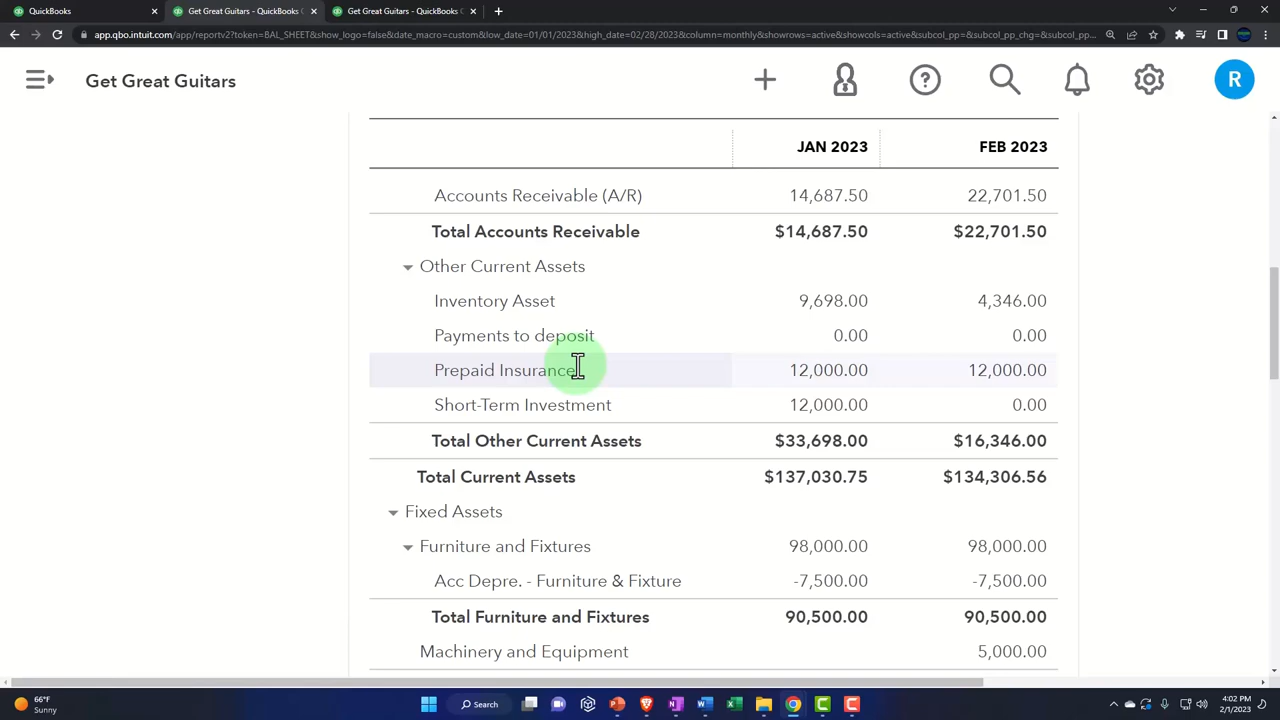 QuickBooks
Get Great Guitars - QuickBooks
Get Great Guitars - QuickBooks
app.qbo.intuit.com/app/reportv2?token=BAL_SHEET&show_logo=false&date_macro=custom&low_date=01/01/2023&high_date=02/28/2023&column=monthly&showrows=active&showcols=active&subcol_pp=&subcol_pp_chg=&subcol_pp_...
Get Great Guitars
R
JAN 2023 FEB 2023
Accounts Receivable (A/R) 14,687.50 22,701.50
Total Accounts Receivable $14,687.50 $22,701.50
Other Current Assets
Inventory Asset 9,698.00 4,346.00
Payments to deposit 0.00 0.00
Prepaid Insurance 12,000.00 12,000.00
Short-Term Investment 12,000.00 0.00
Total Other Current Assets $33,698.00 $16,346.00
Total Current Assets $137,030.75 $134,306.56
Fixed Assets
Furniture and Fixtures 98,000.00 98,000.00
Acc Depre. - Furniture & Fixture -7,500.00 -7,500.00
Total Furniture and Fixtures 90,500.00 90,500.00
Machinery and Equipment 5,000.00
66°F
Sunny
Search
4:02 PM
2/1/2023